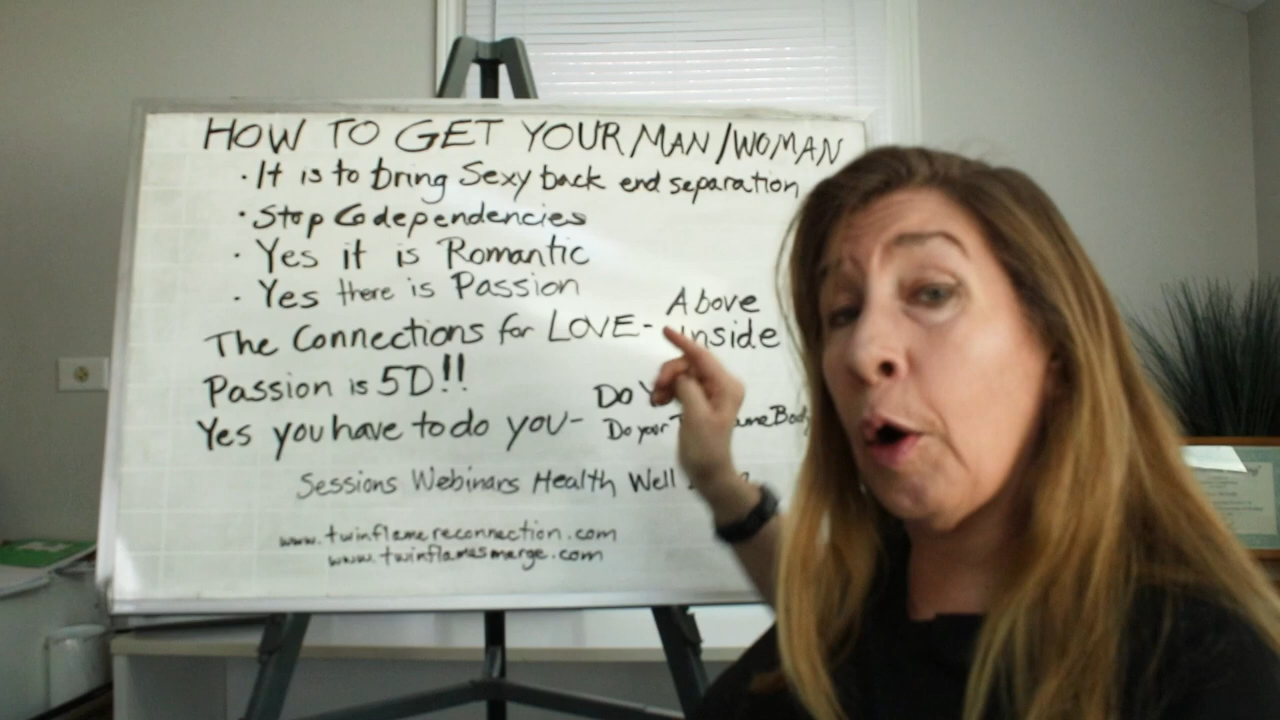 HOW TO GET YOUR MAN/WOMAN
• It is to bring Sexy back end separation
• Stop Codependencies
• Yes it is Romantic
• Yes there is Passion
The Connections for LOVE- Above
Inside
Passion is 5D!!
Yes you have to do you- Do
Do your Body
Sessions Webinars Health Well
www.twinflamereconnection.com
www.twinflamesmerge.com